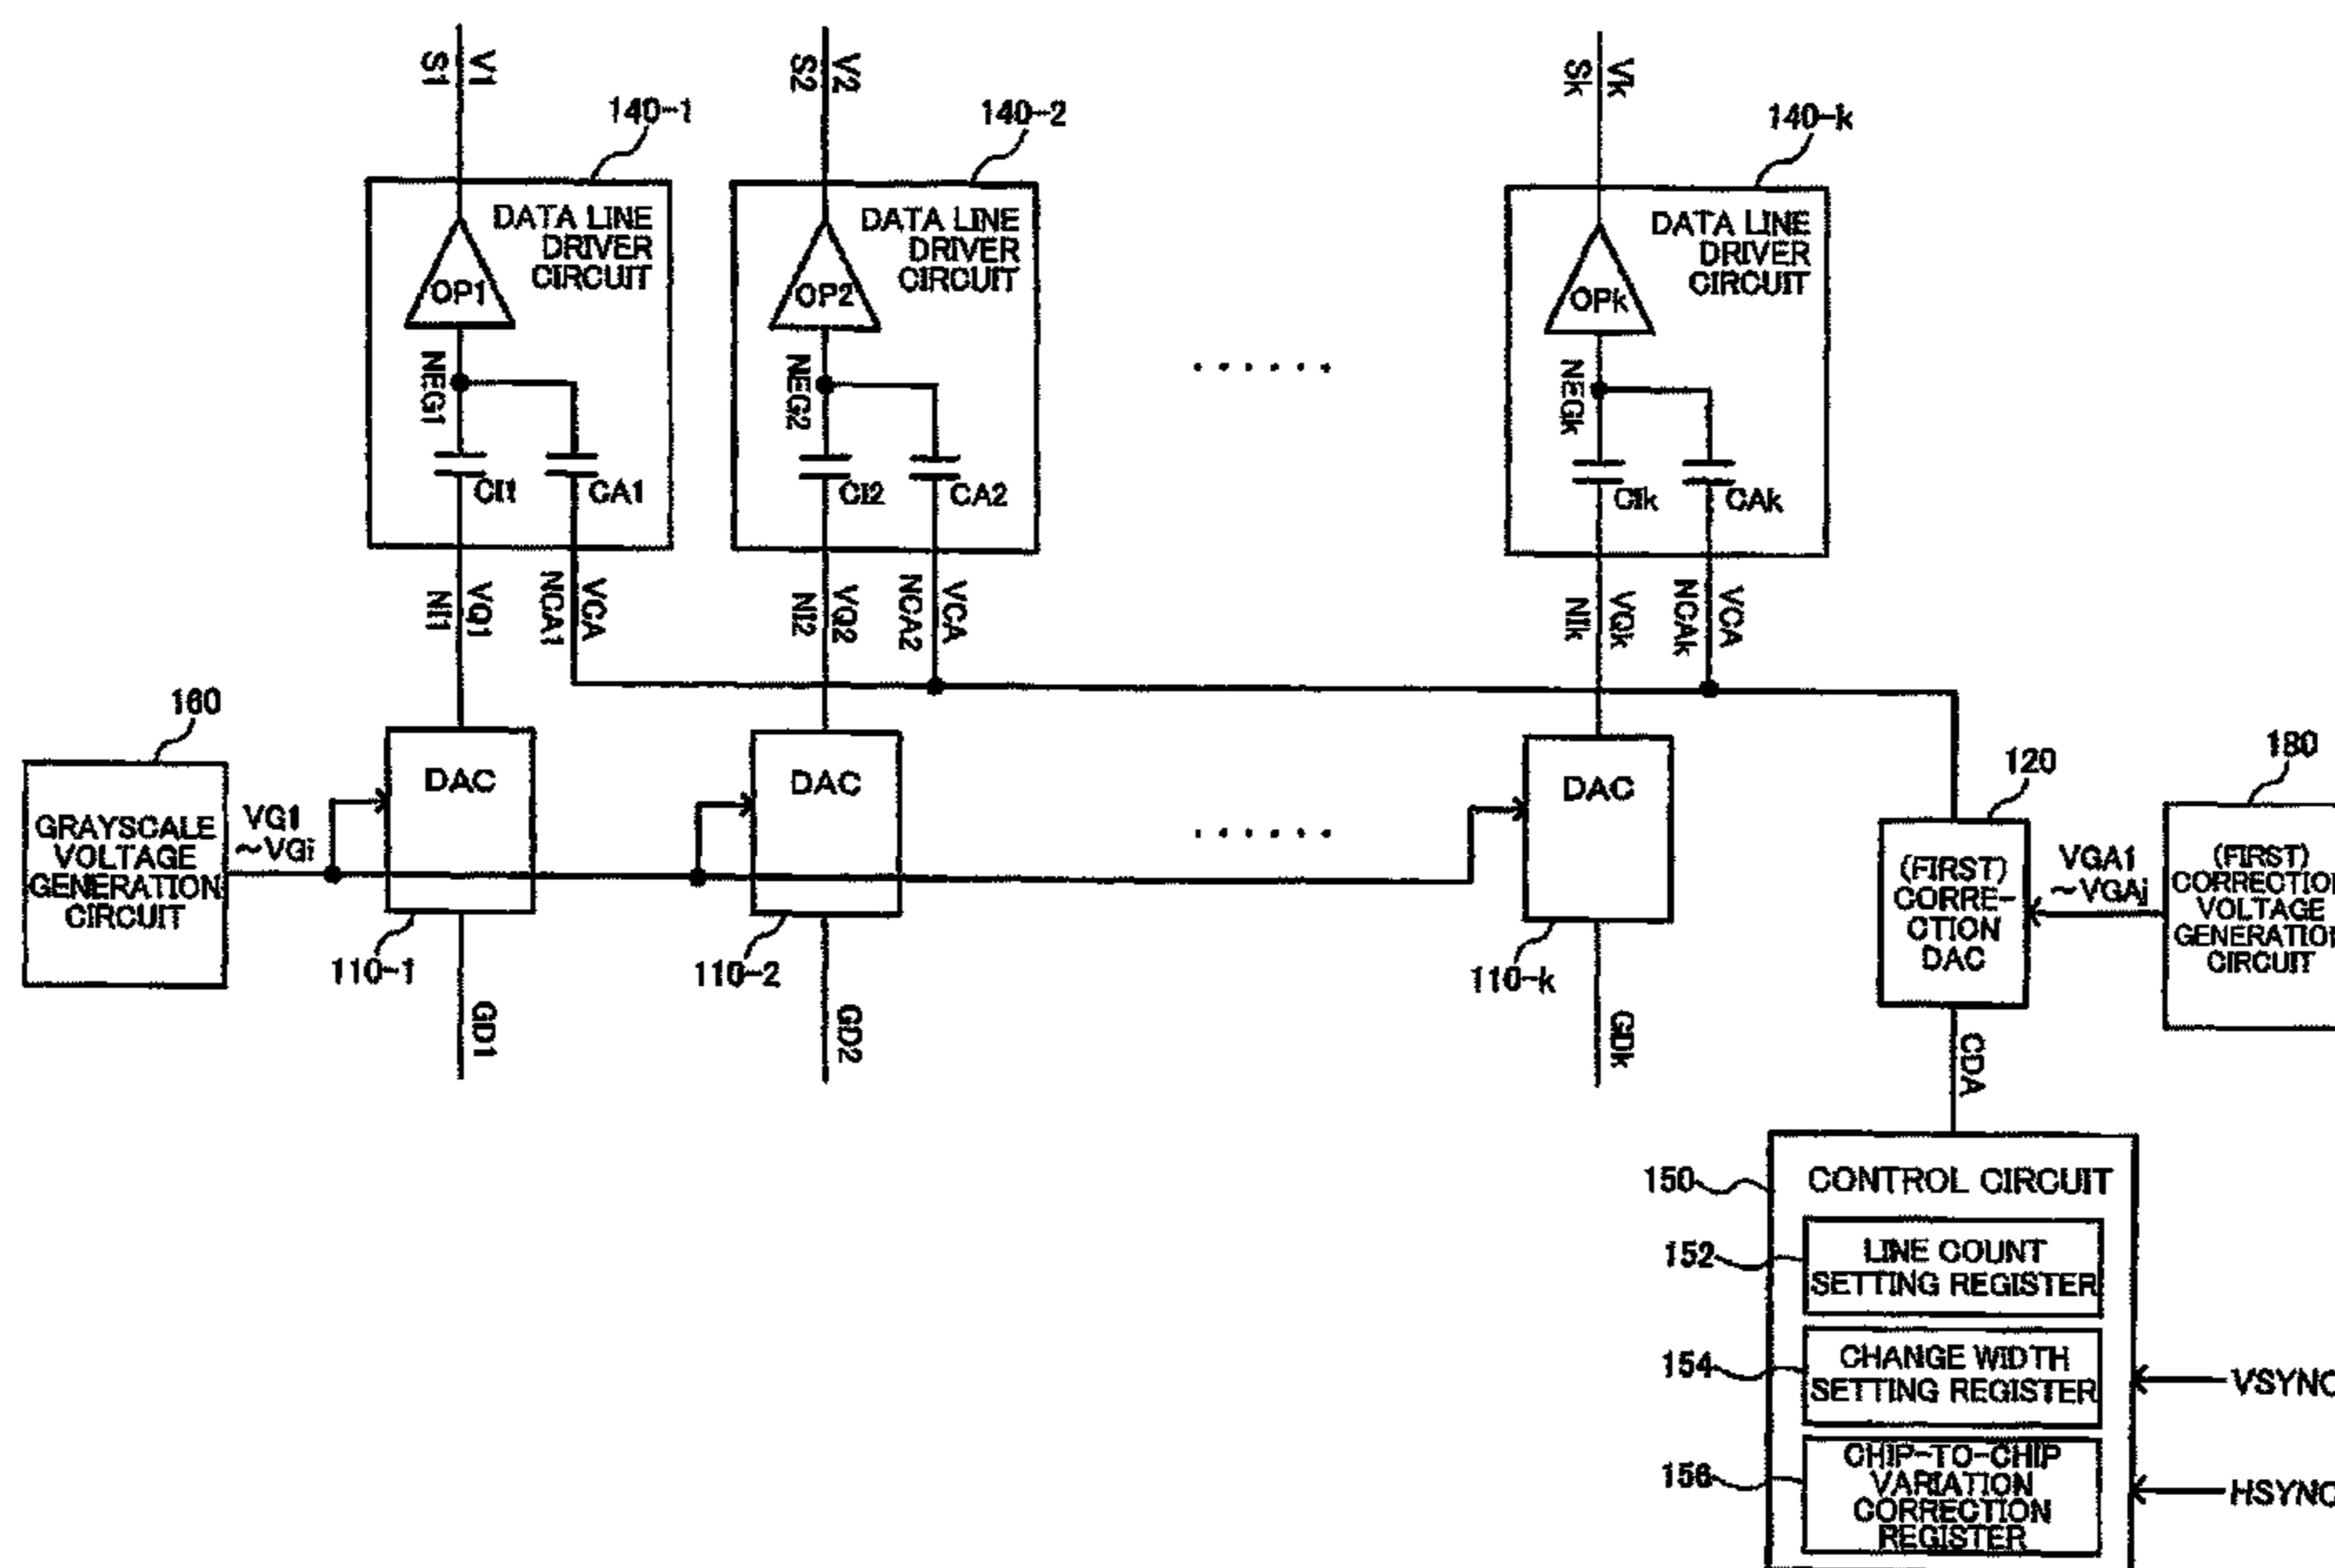 V1
S1
V2
S2
Vk
Sk
140-1
140-2
140-k
DATA LINE
DRIVER
CIRCUIT
OP1
NEG1
CI1
CA1
DATA LINE
DRIVER
CIRCUIT
OP2
NEG2
CI2
CA2
......
DATA LINE
DRIVER
CIRCUIT
OPk
NEGk
CIk
CAk
NI1
VQ1
NCA1
VCA
NI2
VQ2
NCA2
VCA
NIk
VQk
NCAk
VCA
160
GRAYSCALE
VOLTAGE
GENERATION
CIRCUIT
VG1
~VGi
DAC
110-1
GD1
DAC
110-2
GD2
......
DAC
110-k
GDk
120
(FIRST)
CORRE-
CTION
DAC
VGA1
~VGAj
180
(FIRST)
CORRECTION
VOLTAGE
GENERATION
CIRCUIT
CDA
150
CONTROL CIRCUIT
152
LINE COUNT
SETTING REGISTER
154
CHANGE WIDTH
SETTING REGISTER
156
CHIP-TO-CHIP
VARIATION
CORRECTION
REGISTER
VSYNC
HSYNC